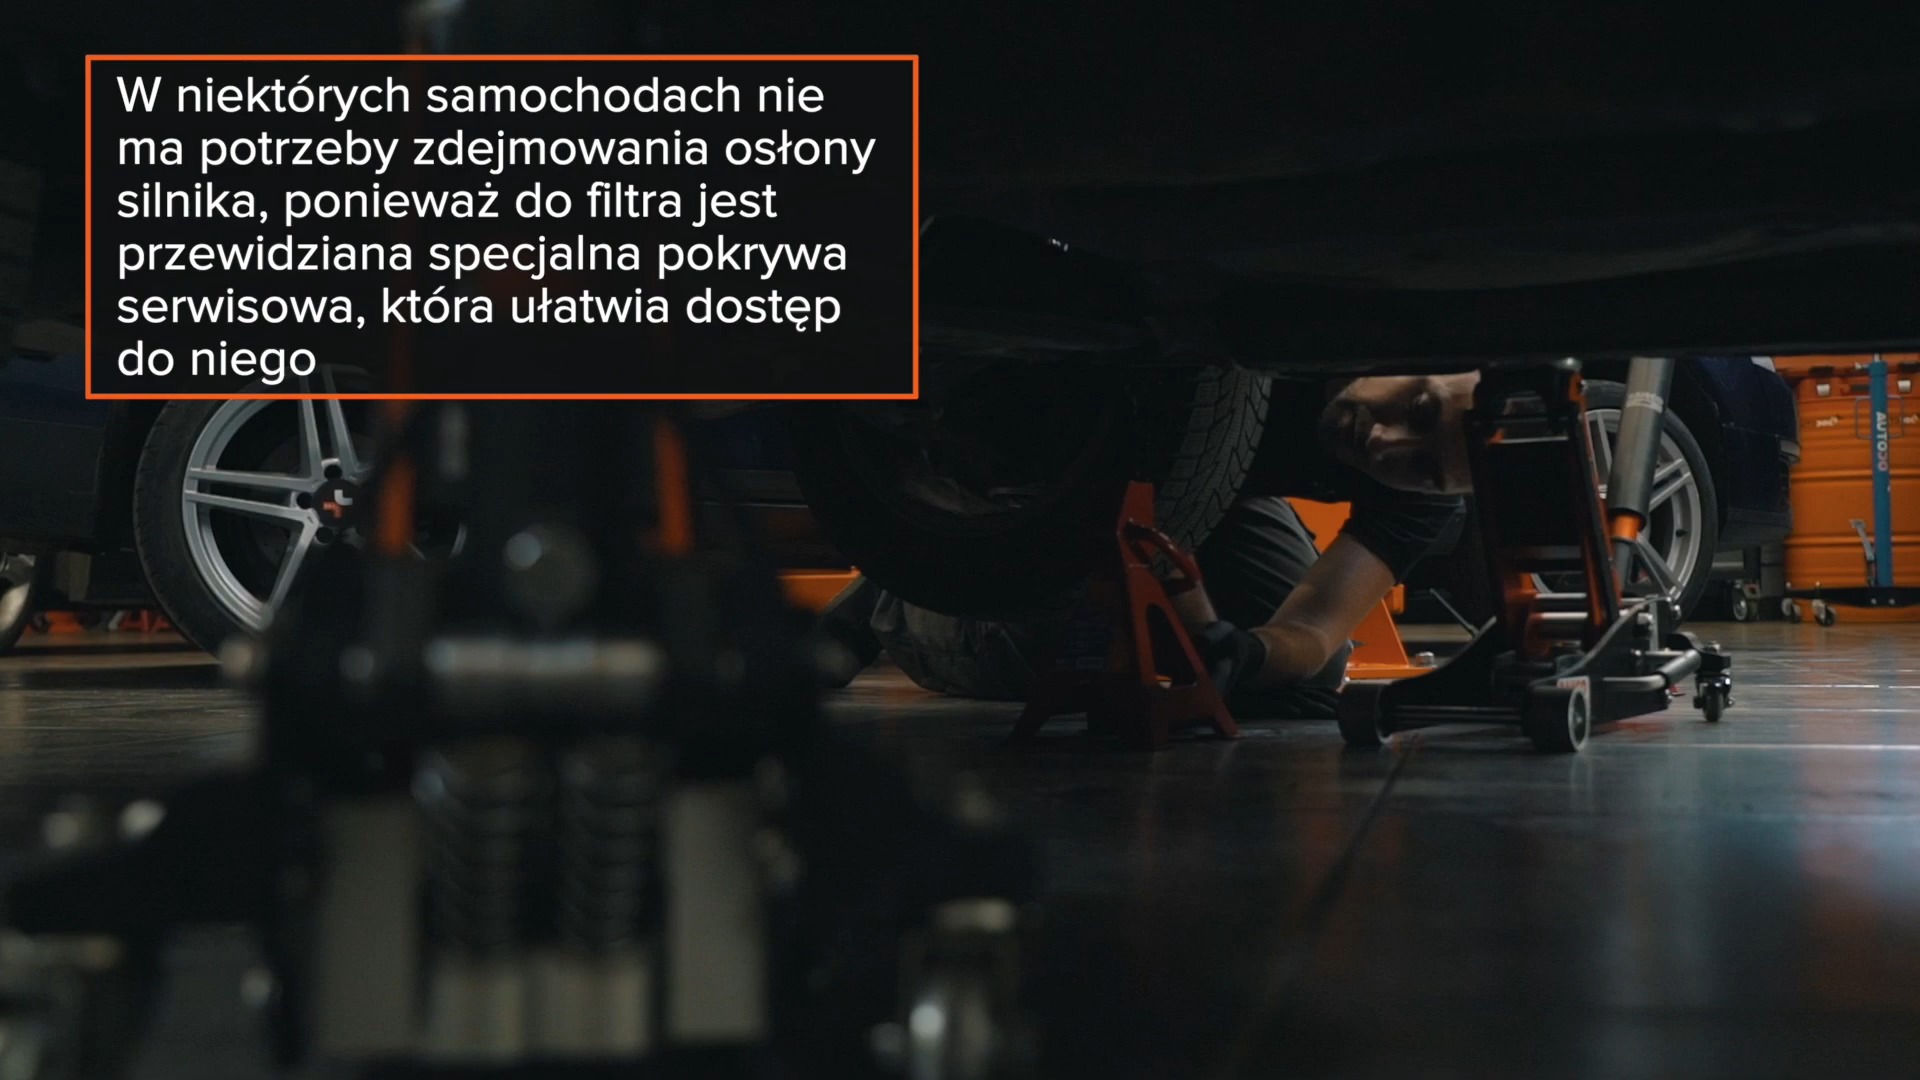 W niektórych samochodach nie
ma potrzeby zdejmowania osłony
silnika, ponieważ do filtra jest
przewidziana specjalna pokrywa
serwisowa, która ułatwia dostęp
do niego
AUTODOC